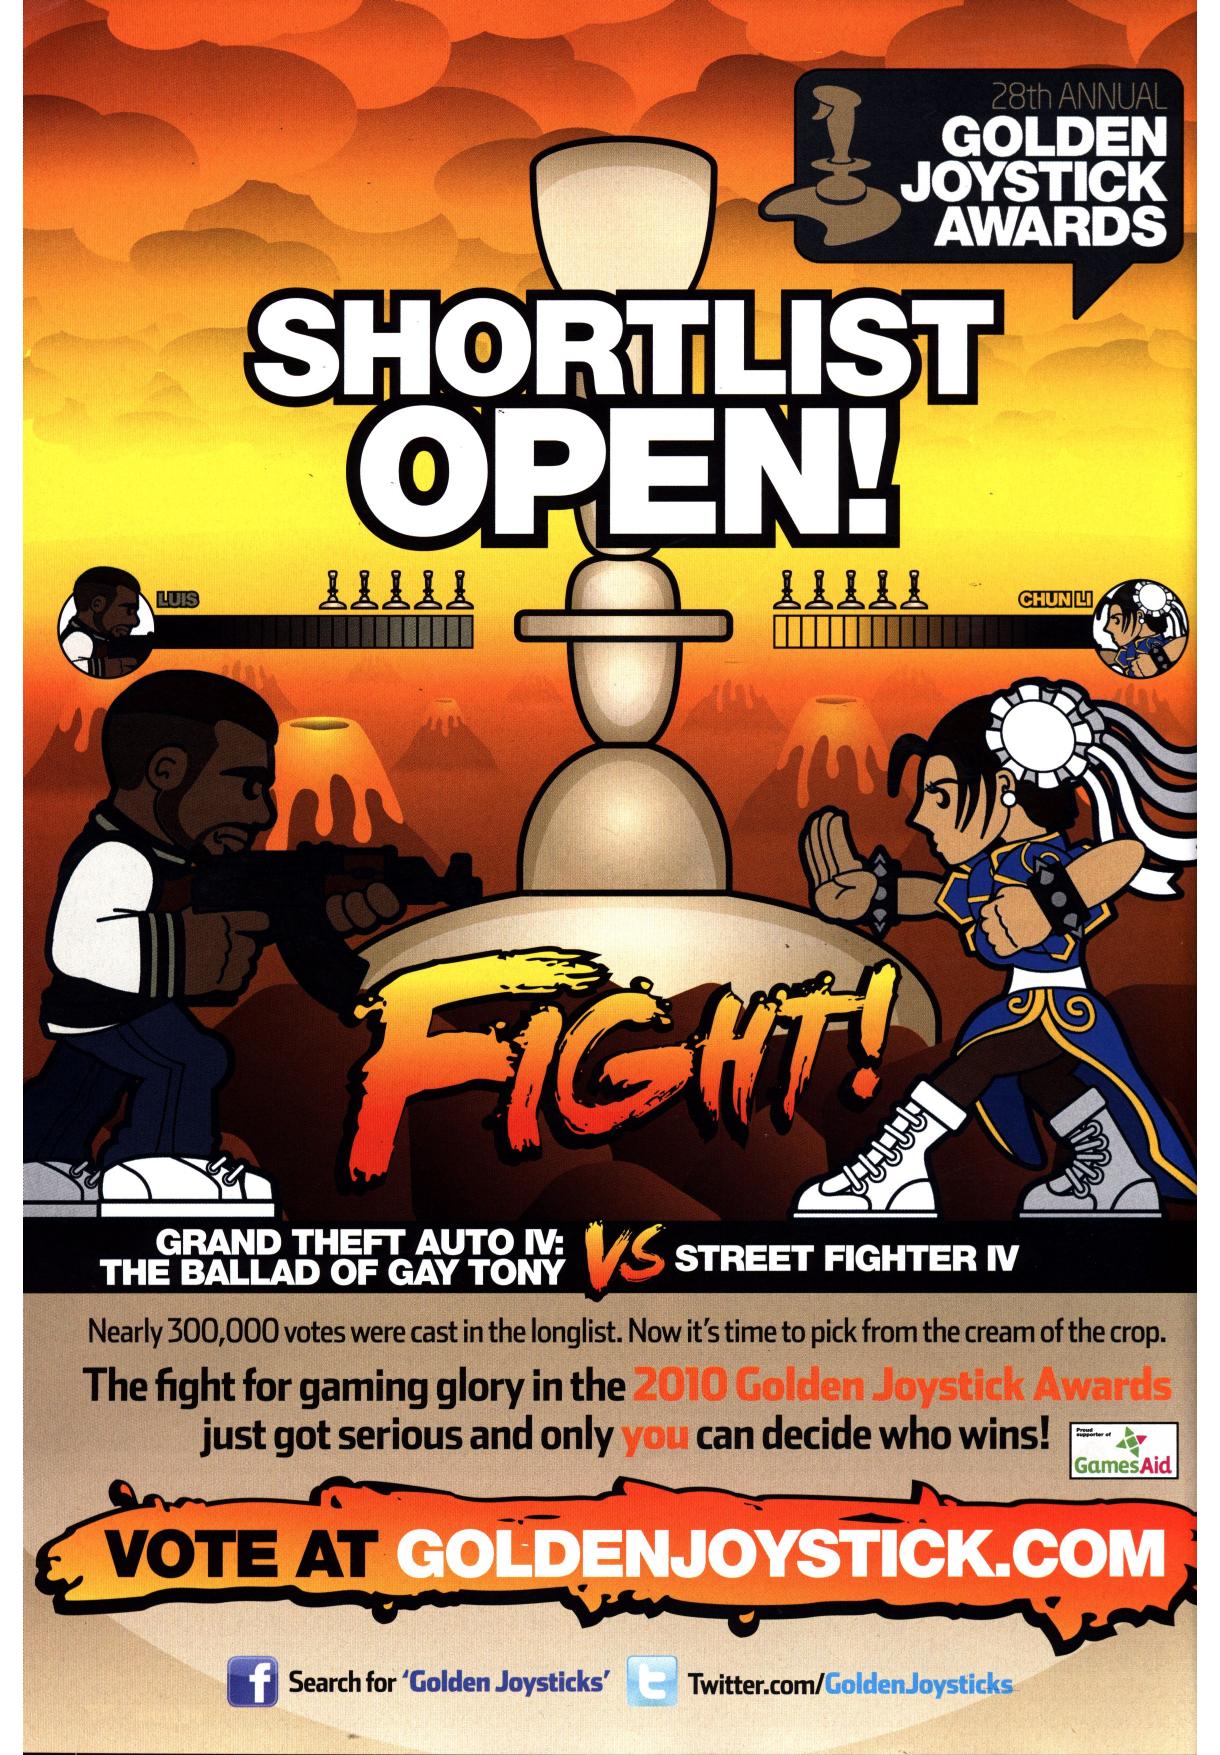 28th ANNUAL
GOLDEN
JOYSTICK
AWARDS
SHORTLIST
OPEN!
LUIS
CHUN LI
FIGHT!
GRAND THEFT AUTO IV:
THE BALLAD OF GAY TONY
VS
STREET FIGHTER IV
Nearly 300,000 votes were cast in the longlist. Now it's time to pick from the cream of the crop.
The fight for gaming glory in the 2010 Golden Joystick Awards
just got serious and only you can decide who wins!
Proud
supporter of
GamesAid
VOTE AT GOLDENJOYSTICK.COM
f Search for 'Golden Joysticks'
t Twitter.com/GoldenJoysticks